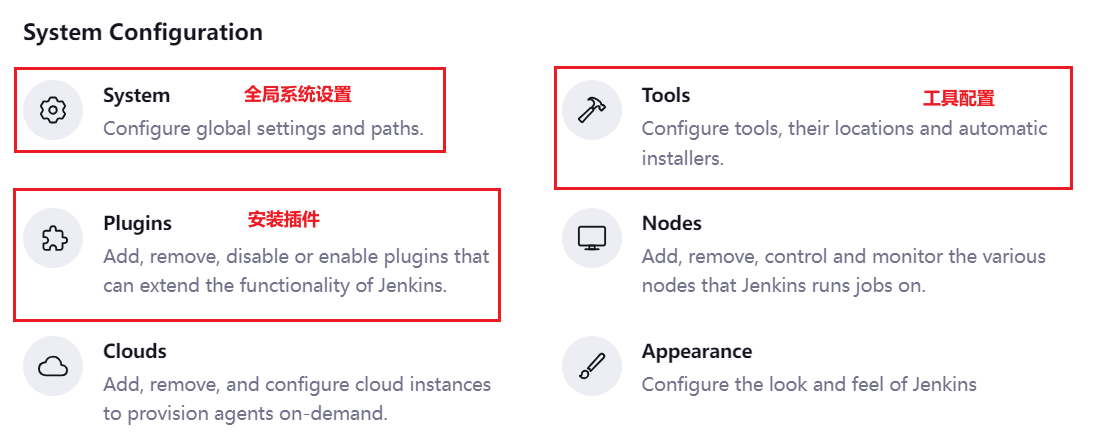 System Configuration
System 全局系统设置
Configure global settings and paths.
Tools 工具配置
Configure tools, their locations and automatic
installers.
Plugins 安装插件
Add, remove, disable or enable plugins that
can extend the functionality of Jenkins.
Nodes
Add, remove, control and monitor the various
nodes that Jenkins runs jobs on.
Clouds
Add, remove, and configure cloud instances
to provision agents on-demand.
Appearance
Configure the look and feel of Jenkins